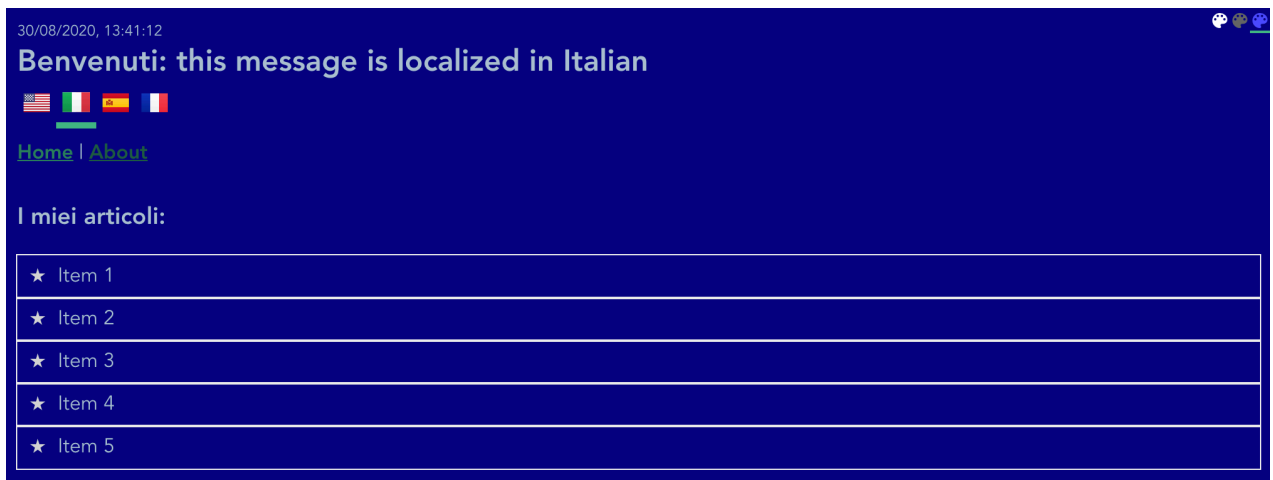 30/08/2020, 13:41:12
Benvenuti: this message is localized in Italian
Home | About
I miei articoli:
★ Item 1
★ Item 2
★ Item 3
★ Item 4
★ Item 5